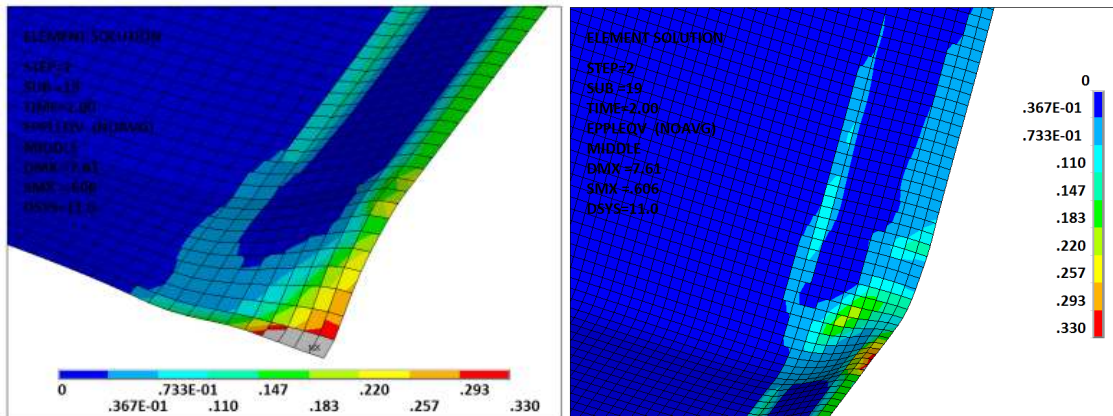 ELEMENT SOLUTION
STEP=2
SUB =19
TIME=2.00
EPPLEQV (NOAVG)
MIDDLE
DMX=7.61
SMX =.606
DSYS=11.0
MX
0 .733E-01 .147 .220 .293
.367E-01 .110 .183 .257 .330
ELEMENT SOLUTION
STEP=2
SUB =19
TIME=2.00
EPPLEQV (NOAVG)
MIDDLE
DMX=7.61
SMX =.606
DSYS=11.0
0
.367E-01
.733E-01
.110
.147
.183
.220
.257
.293
.330